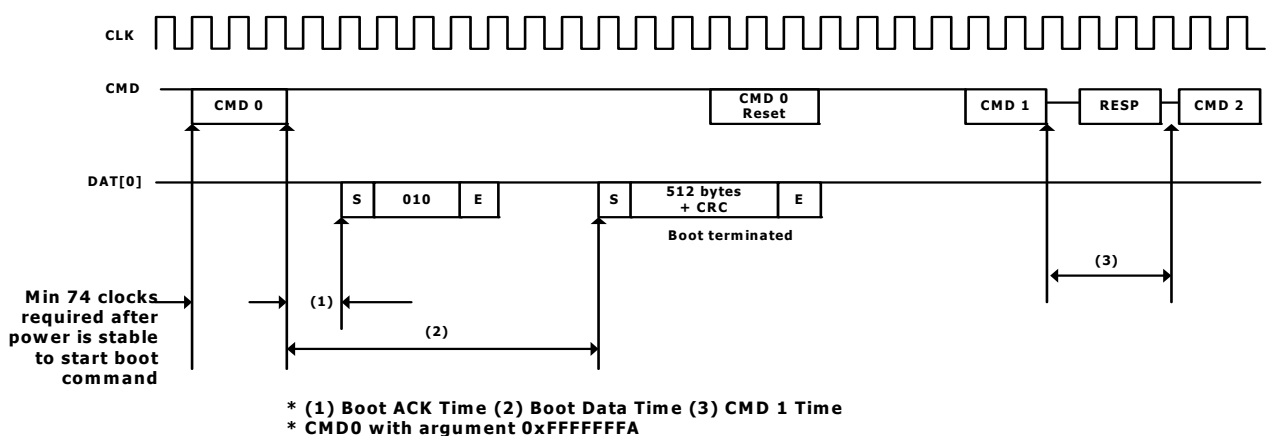 CLK
CMD
CMD 0
CMD 0
Reset
CMD 1
RESP
CMD 2
DAT[0]
S
010
E
S
512 bytes
+ CRC
E
Boot terminated
(3)
Min 74 clocks
required after
power is stable
to start boot
command
(1)
(2)
* (1) Boot ACK Time (2) Boot Data Time (3) CMD 1 Time
* CMD0 with argument 0xFFFFFFFA